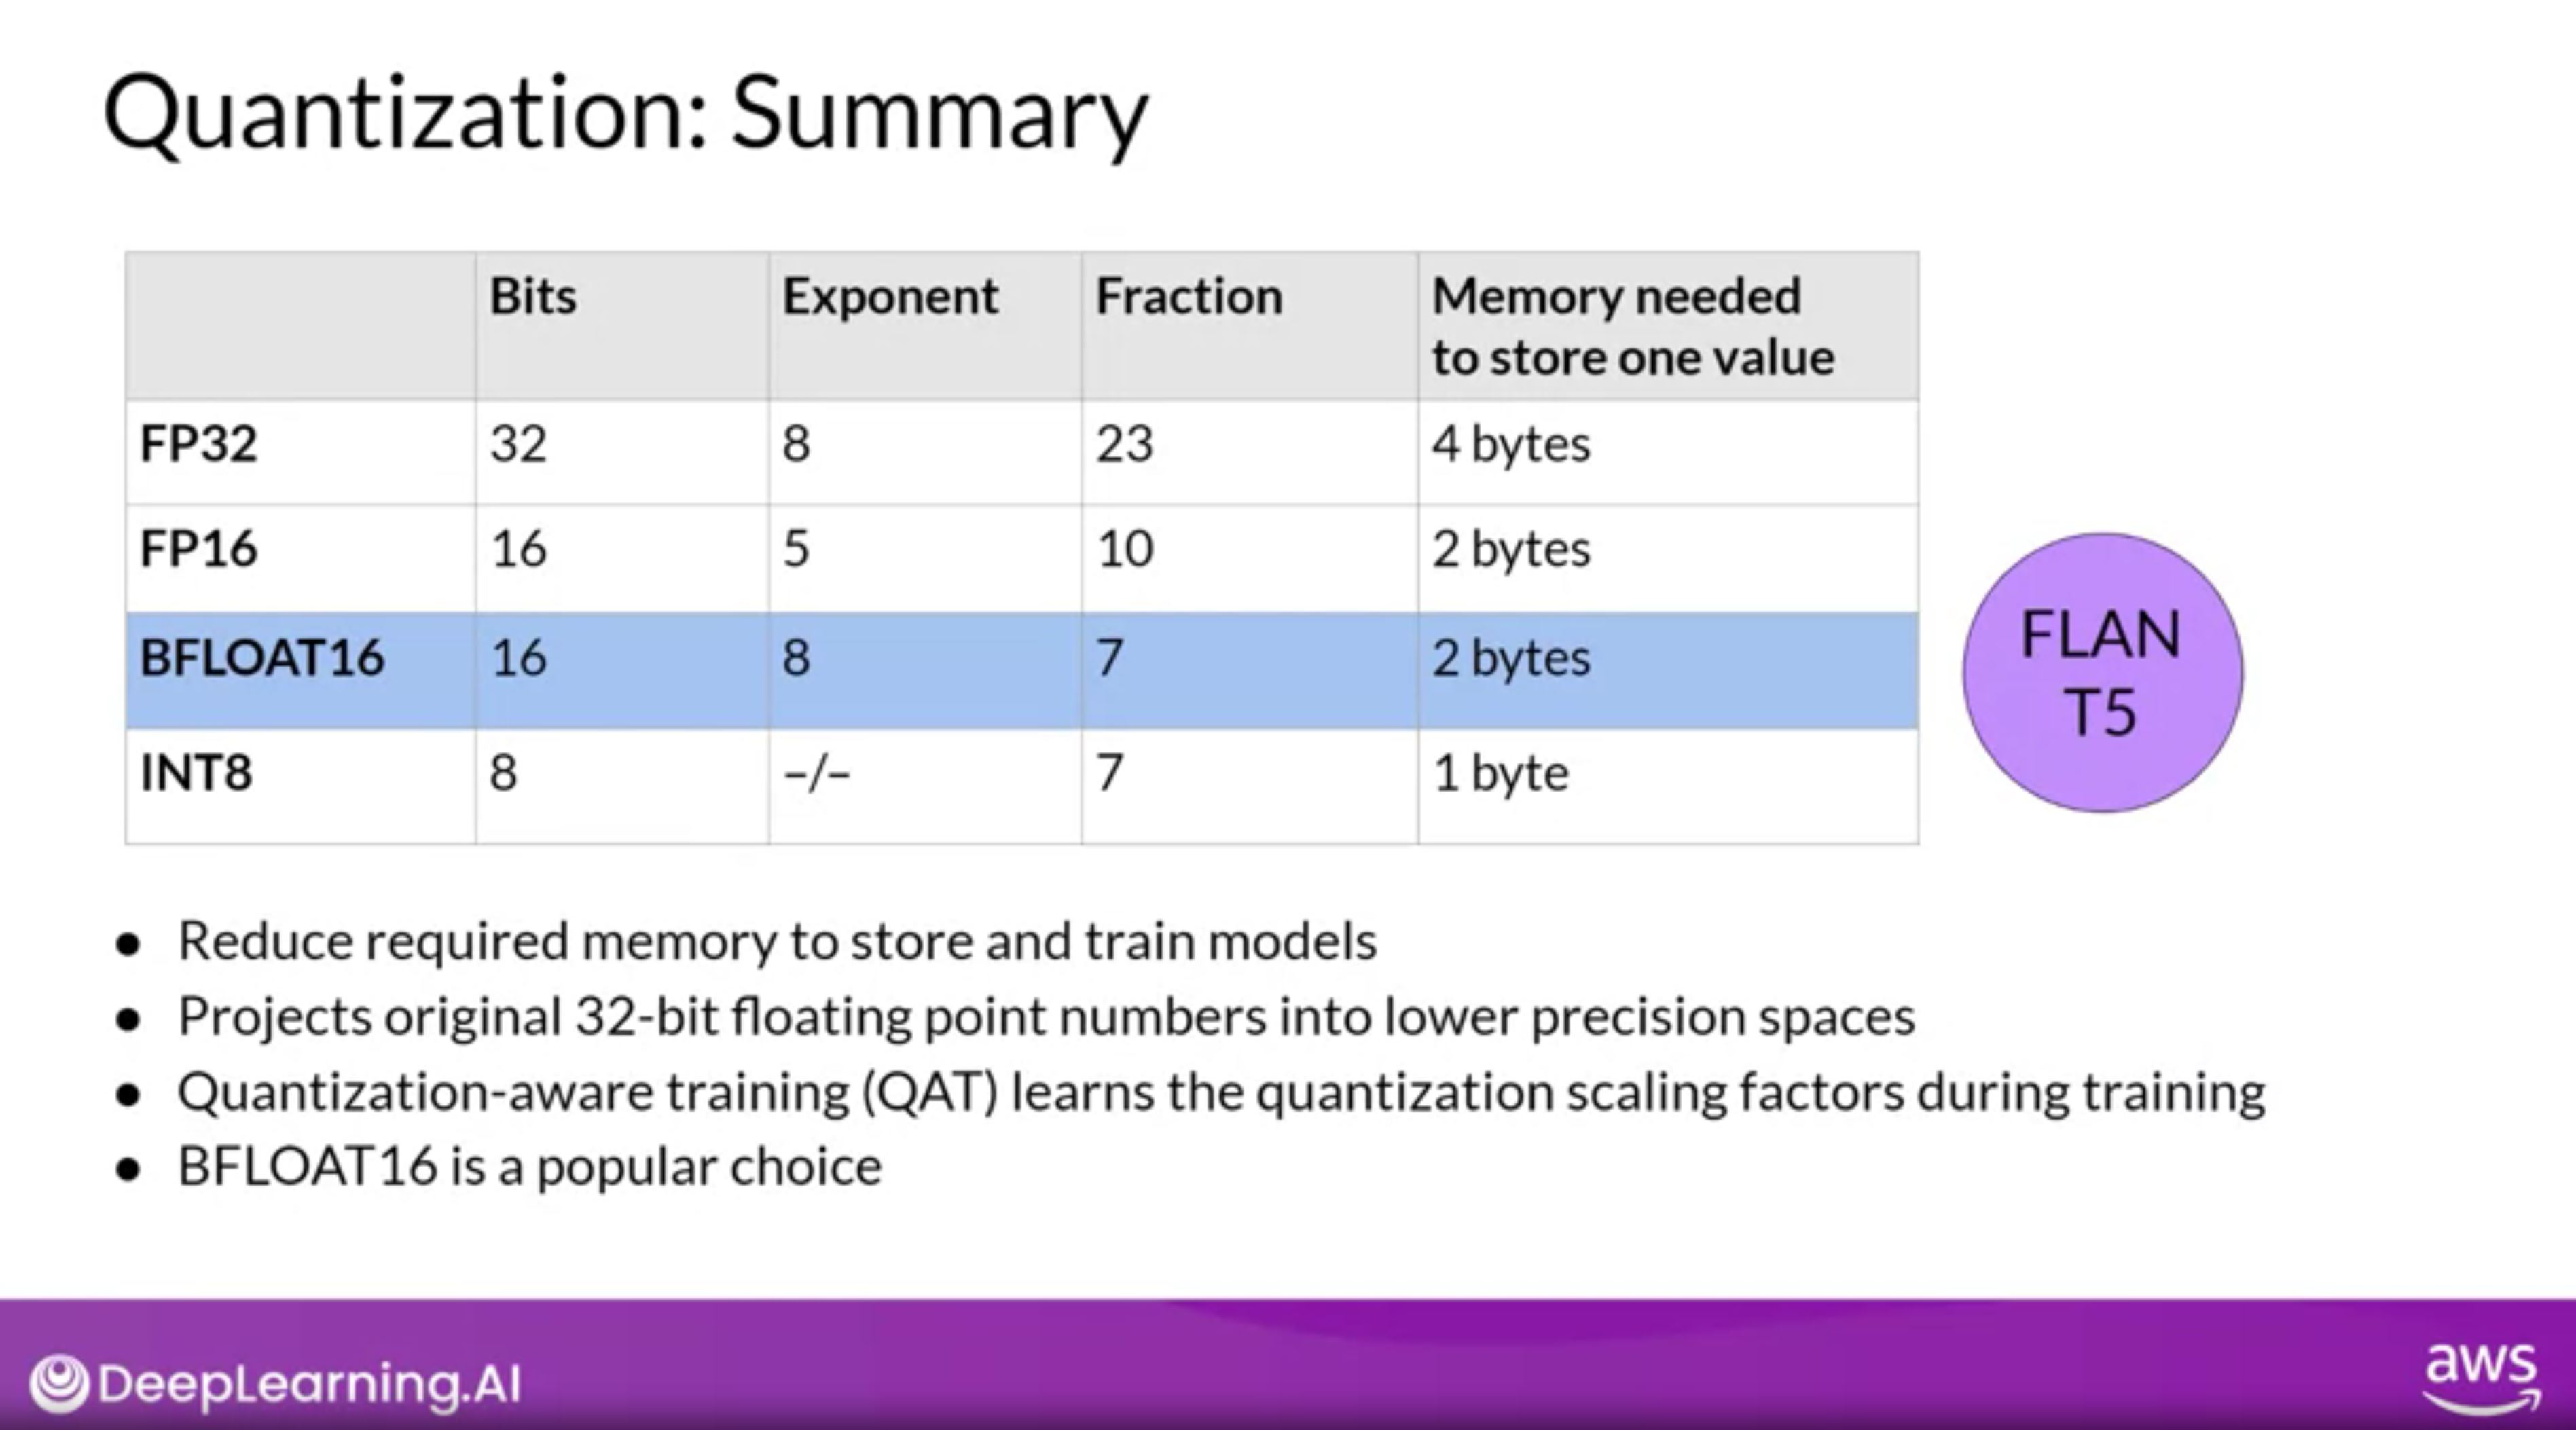 Quantization: Summary
Bits Exponent Fraction Memory needed
to store one value
FP32 32 8 23 4 bytes
FP16 16 5 10 2 bytes
BFLOAT16 16 8 7 2 bytes
INT8 8 –/– 7 1 byte
FLAN
T5
● Reduce required memory to store and train models
● Projects original 32-bit floating point numbers into lower precision spaces
● Quantization-aware training (QAT) learns the quantization scaling factors during training
● BFLOAT16 is a popular choice
DeepLearning.AI
aws